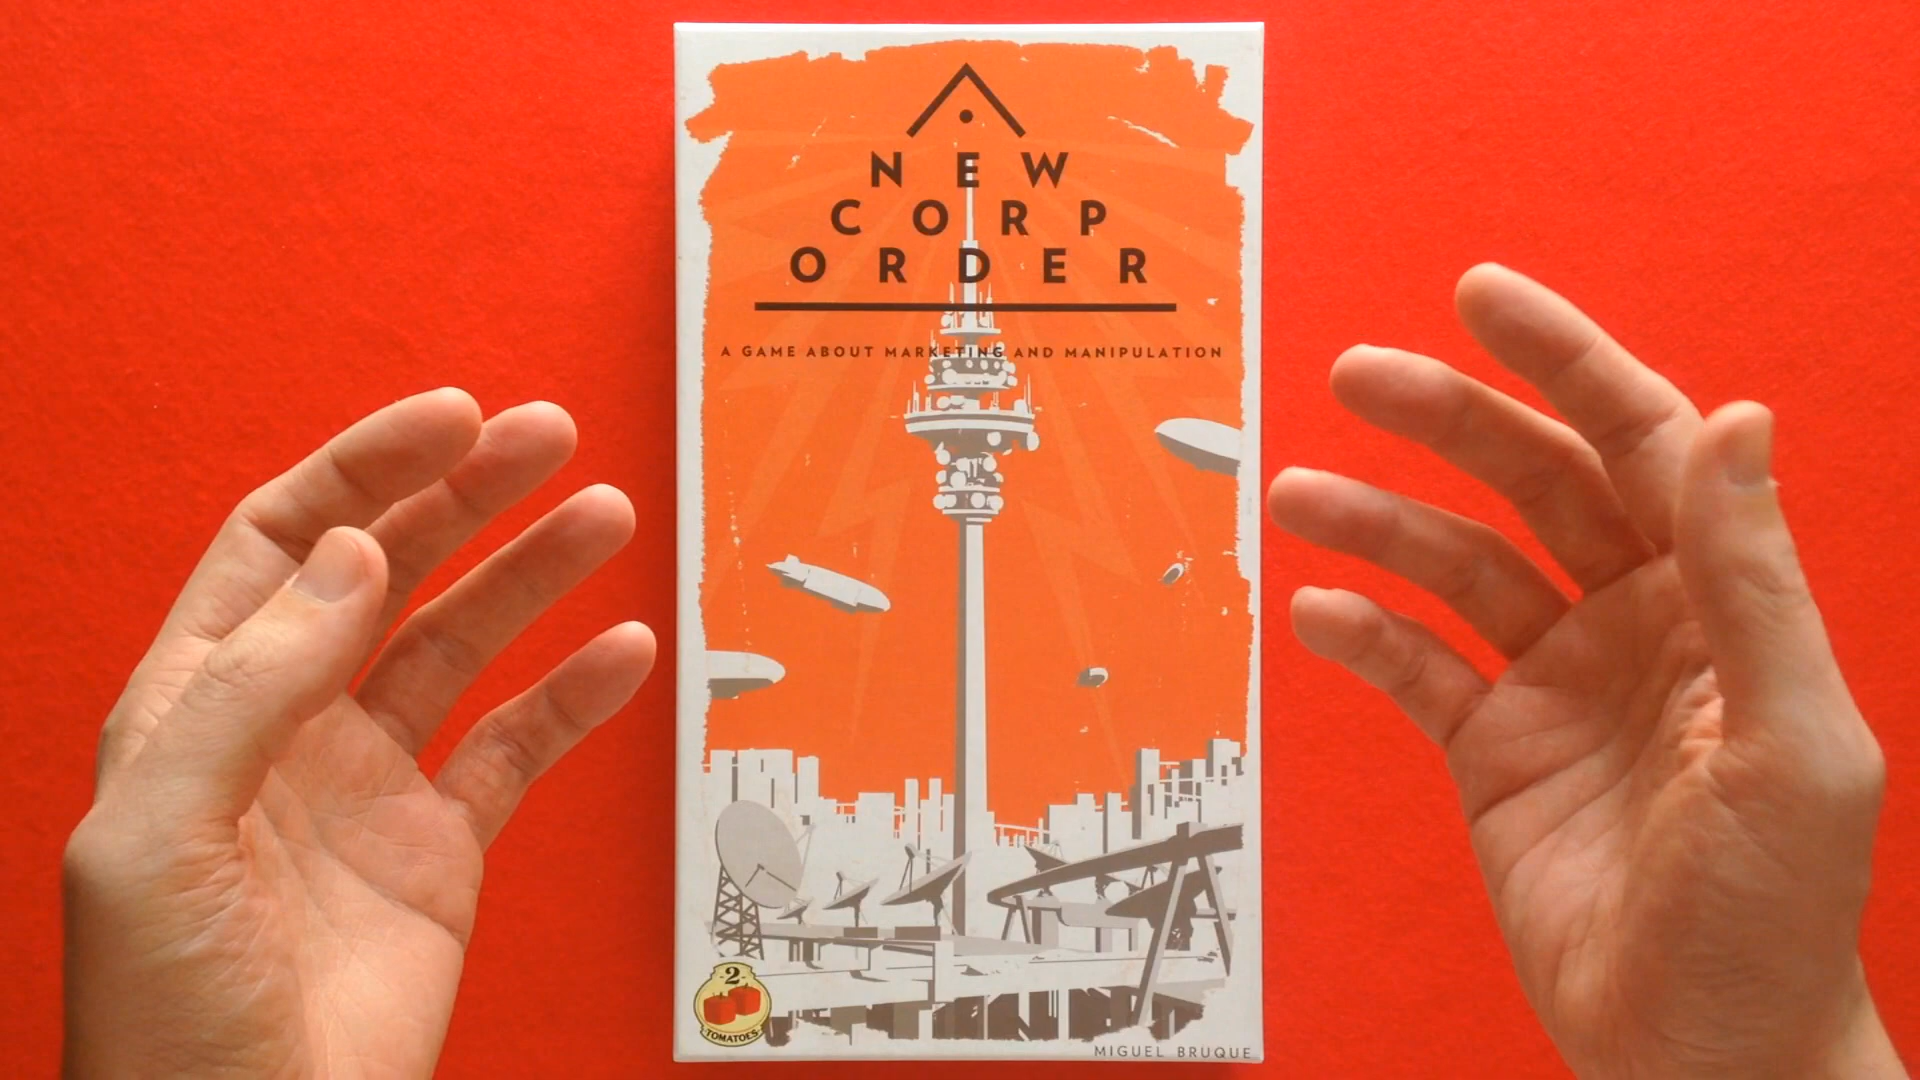 NEW
CORP
ORDER
A GAME ABOUT MARKETING AND MANIPULATION
2
TOMATOES
MIGUEL BRUQUE